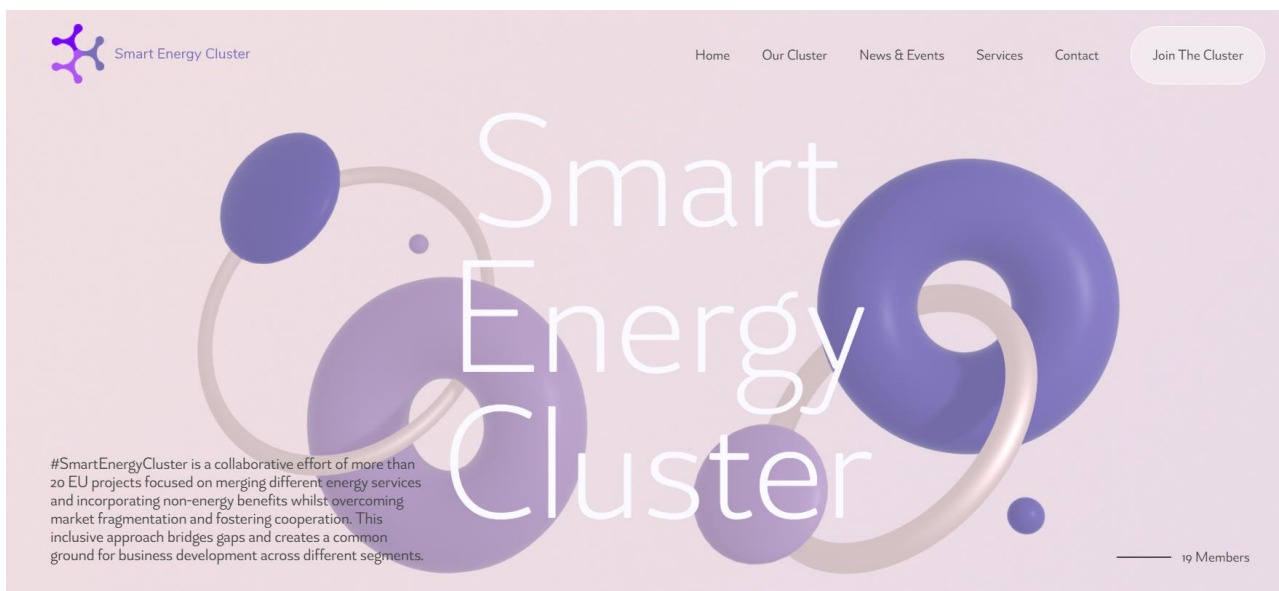 Smart Energy Cluster
Home
Our Cluster
News & Events
Services
Contact
Join The Cluster
Smart
Energy
Cluster
#SmartEnergyCluster is a collaborative effort of more than
20 EU projects focused on merging different energy services
and incorporating non-energy benefits whilst overcoming
market fragmentation and fostering cooperation. This
inclusive approach bridges gaps and creates a common
ground for business development across different segments.
19 Members